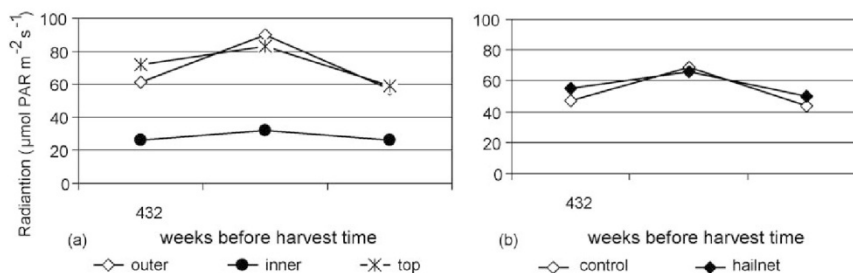 Radiantion (µmol PAR m⁻² s⁻¹)
100
80
60
40
20
0
432
(a) weeks before harvest time
outer inner top
100
80
60
40
20
0
432
(b) weeks before harvest time
control hailnet